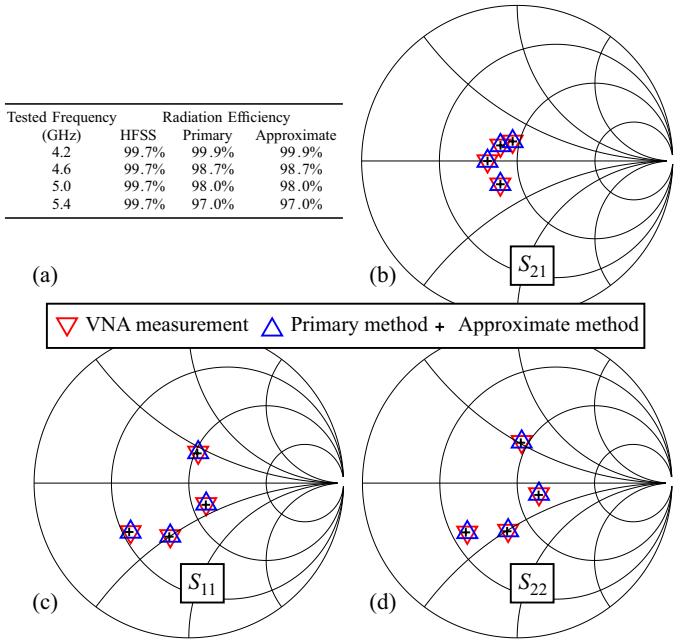 Tested Frequency Radiation Efficiency
(GHz) HFSS Primary Approximate
4.2 99.7% 99.9% 99.9%
4.6 99.7% 98.7% 98.7%
5.0 99.7% 98.0% 98.0%
5.4 99.7% 97.0% 97.0%
(a)
(b)
S21
VNA measurement Primary method Approximate method
(c)
S11
(d)
S22